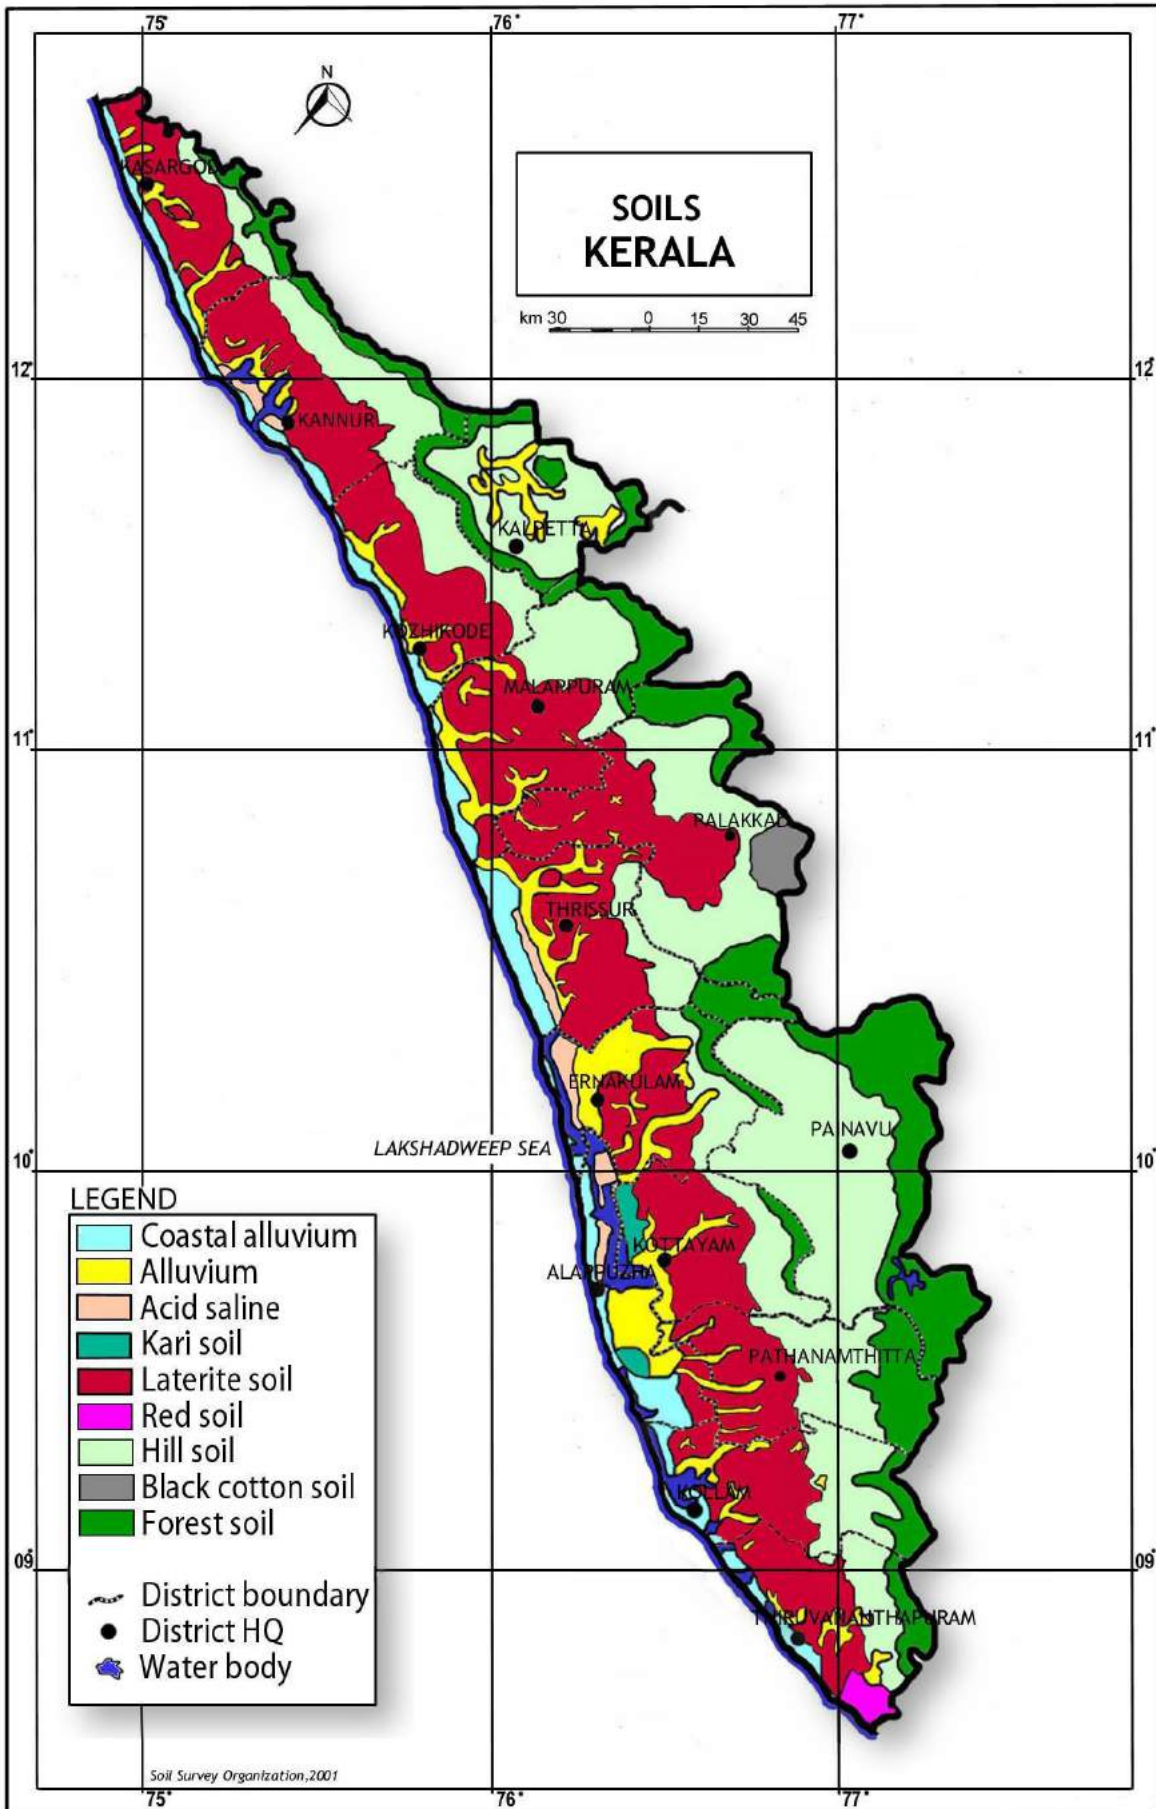 75°
76°
77°
N
KASARGOD
SOILS
KERALA
km 30 0 15 30 45
12°
12°
KANNUR
KALPETTA
KOZHIKODE
MALAPPURAM
11°
11°
PALAKKAD
THRISSUR
ERNAKULAM
PAINAVU
LAKSHADWEEP SEA
10°
10°
KOTTAYAM
ALAPPUZHA
PATHANAMTHITTA
KOLLAM
09°
09°
THIRUVANANTHAPURAM
LEGEND
Coastal alluvium
Alluvium
Acid saline
Kari soil
Laterite soil
Red soil
Hill soil
Black cotton soil
Forest soil
District boundary
District HQ
Water body
Soil Survey Organization,2001
75°
76°
77°